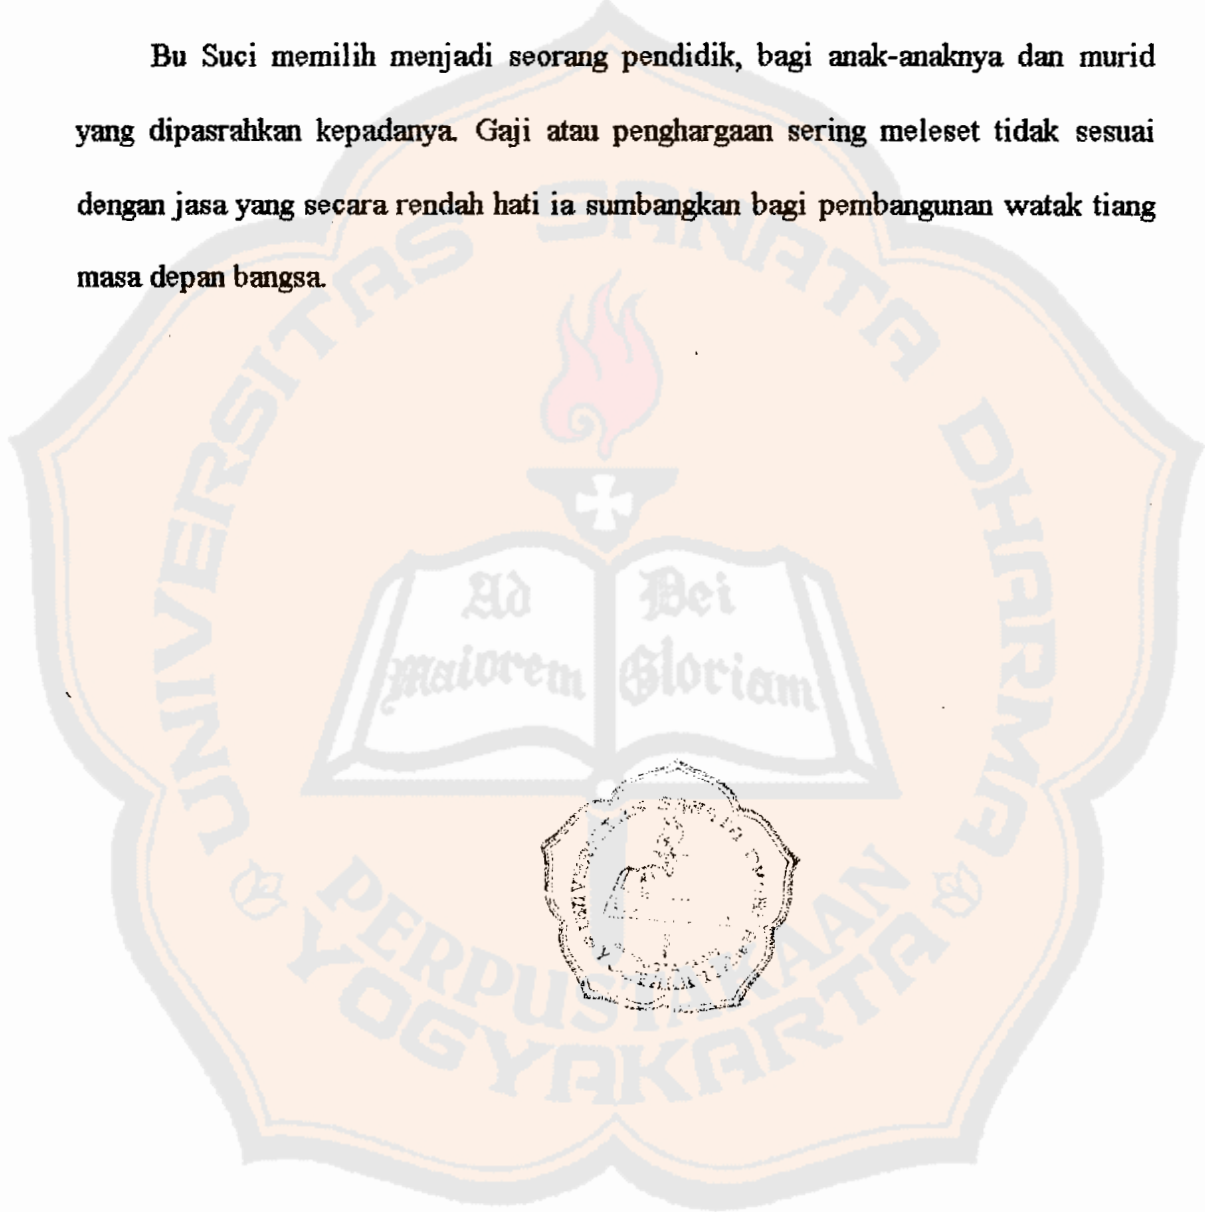 Bu Suci memilih menjadi seorang pendidik, bagi anak-anaknya dan murid
yang dipasrahkan kepadanya. Gaji atau penghargaan sering meleset tidak sesuai
dengan jasa yang secara rendah hati ia sumbangkan bagi pembangunan watak tiang
masa depan bangsa.
UNIVERSITAS SANATA DHARMA
Ad Dei
Maiorem Gloriam
PERPUSTAKAAN
YOGYAKARTA